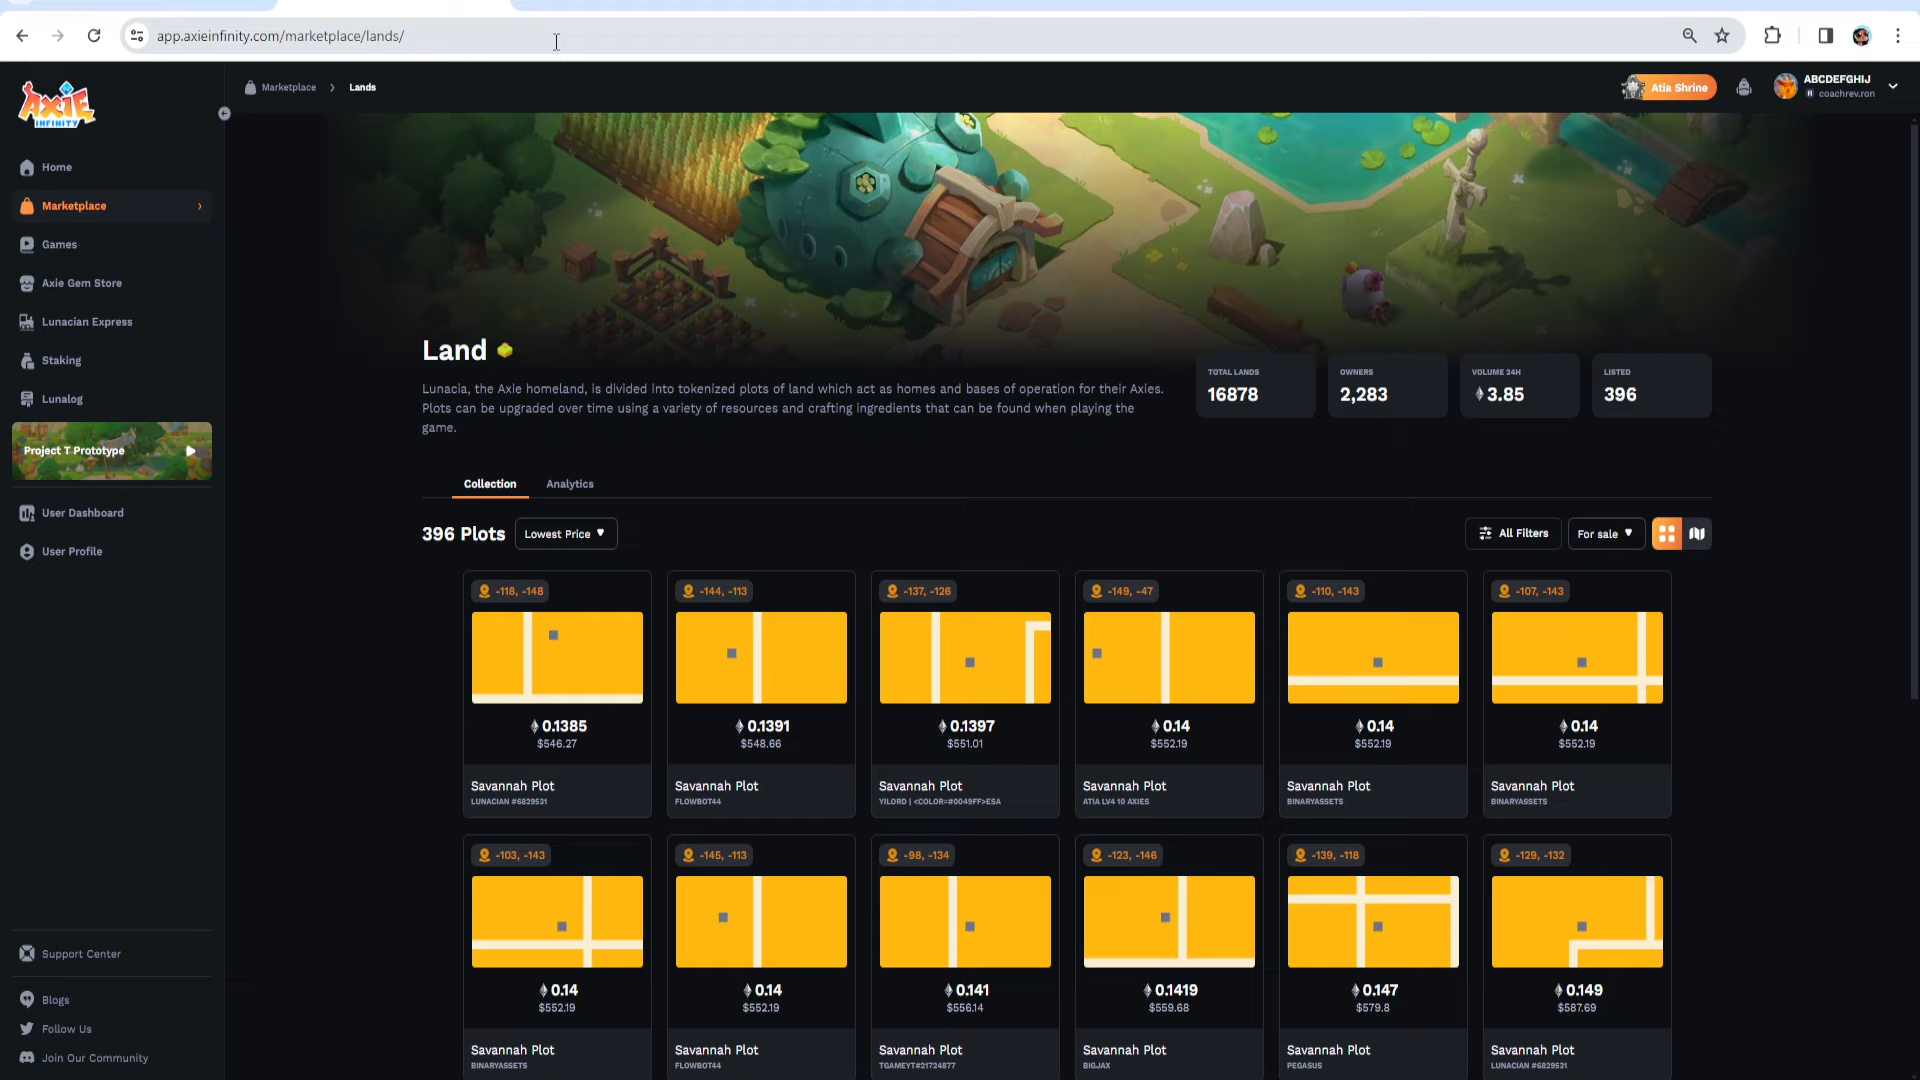 app.axieinfinity.com/marketplace/lands/
AXIE
INFINITY
Marketplace > Lands
Atia Shrine
ABCDEFGHIJ
coachrev.ron
Home
Marketplace
Games
Axie Gem Store
Lunacian Express
Staking
Lunalog
Project T Prototype
User Dashboard
User Profile
Support Center
Blogs
Follow Us
Join Our Community
Land
Lunacia, the Axie homeland, is divided into tokenized plots of land which act as homes and bases of operation for their Axies.
Plots can be upgraded over time using a variety of resources and crafting ingredients that can be found when playing the
game.
TOTAL LANDS
16878
OWNERS
2,283
VOLUME 24H
3.85
LISTED
396
Collection Analytics
396 Plots Lowest Price All Filters For sale
-118, -148
0.1385
$546.27
Savannah Plot
LUNACIAN #6829531
-144, -113
0.1391
$548.66
Savannah Plot
FLOWBOT44
-137, -126
0.1397
$551.01
Savannah Plot
YILORD | <COLOR=#0049FF>ESA
-149, -47
0.14
$552.19
Savannah Plot
ATIA LV4 10 AXIES
-110, -143
0.14
$552.19
Savannah Plot
BINARYASSETS
-107, -143
0.14
$552.19
Savannah Plot
BINARYASSETS
-103, -143
0.14
$552.19
Savannah Plot
BINARYASSETS
-145, -113
0.14
$552.19
Savannah Plot
FLOWBOT44
-98, -134
0.141
$556.14
Savannah Plot
TGAMEYT#21724877
-123, -146
0.1419
$559.68
Savannah Plot
BIGJAX
-139, -118
0.147
$579.8
Savannah Plot
PEGASUS
-129, -132
0.149
$587.69
Savannah Plot
LUNACIAN #6829531